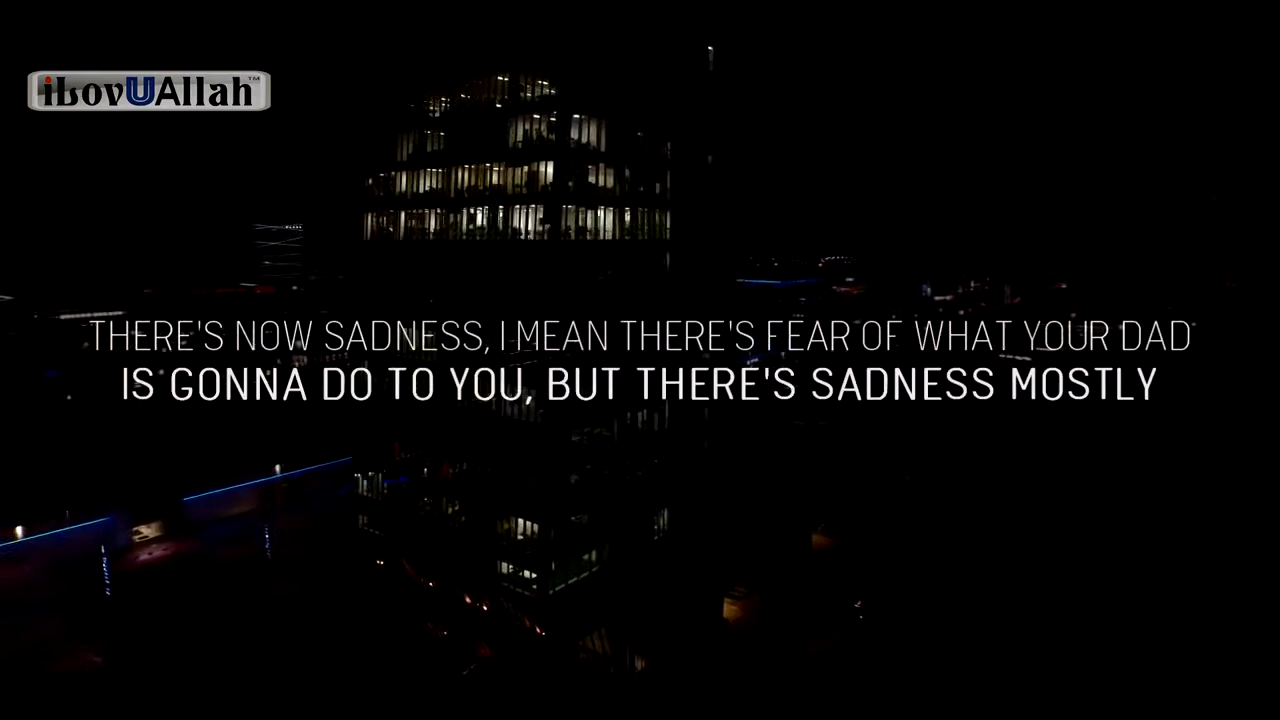 iLovUAllah™
THERE'S NOW SADNESS, I MEAN THERE'S FEAR OF WHAT YOUR DAD
IS GONNA DO TO YOU, BUT THERE'S SADNESS MOSTLY